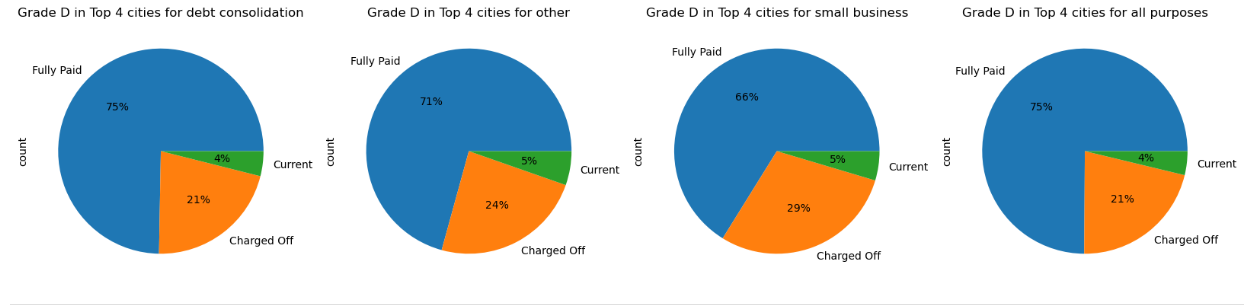 Grade D in Top 4 cities for debt consolidation
Fully Paid
75%
4%
Current
21%
Charged Off
count
Grade D in Top 4 cities for other
Fully Paid
71%
5%
Current
24%
Charged Off
count
Grade D in Top 4 cities for small business
Fully Paid
66%
5%
Current
29%
Charged Off
count
Grade D in Top 4 cities for all purposes
Fully Paid
75%
4%
Current
21%
Charged Off
count